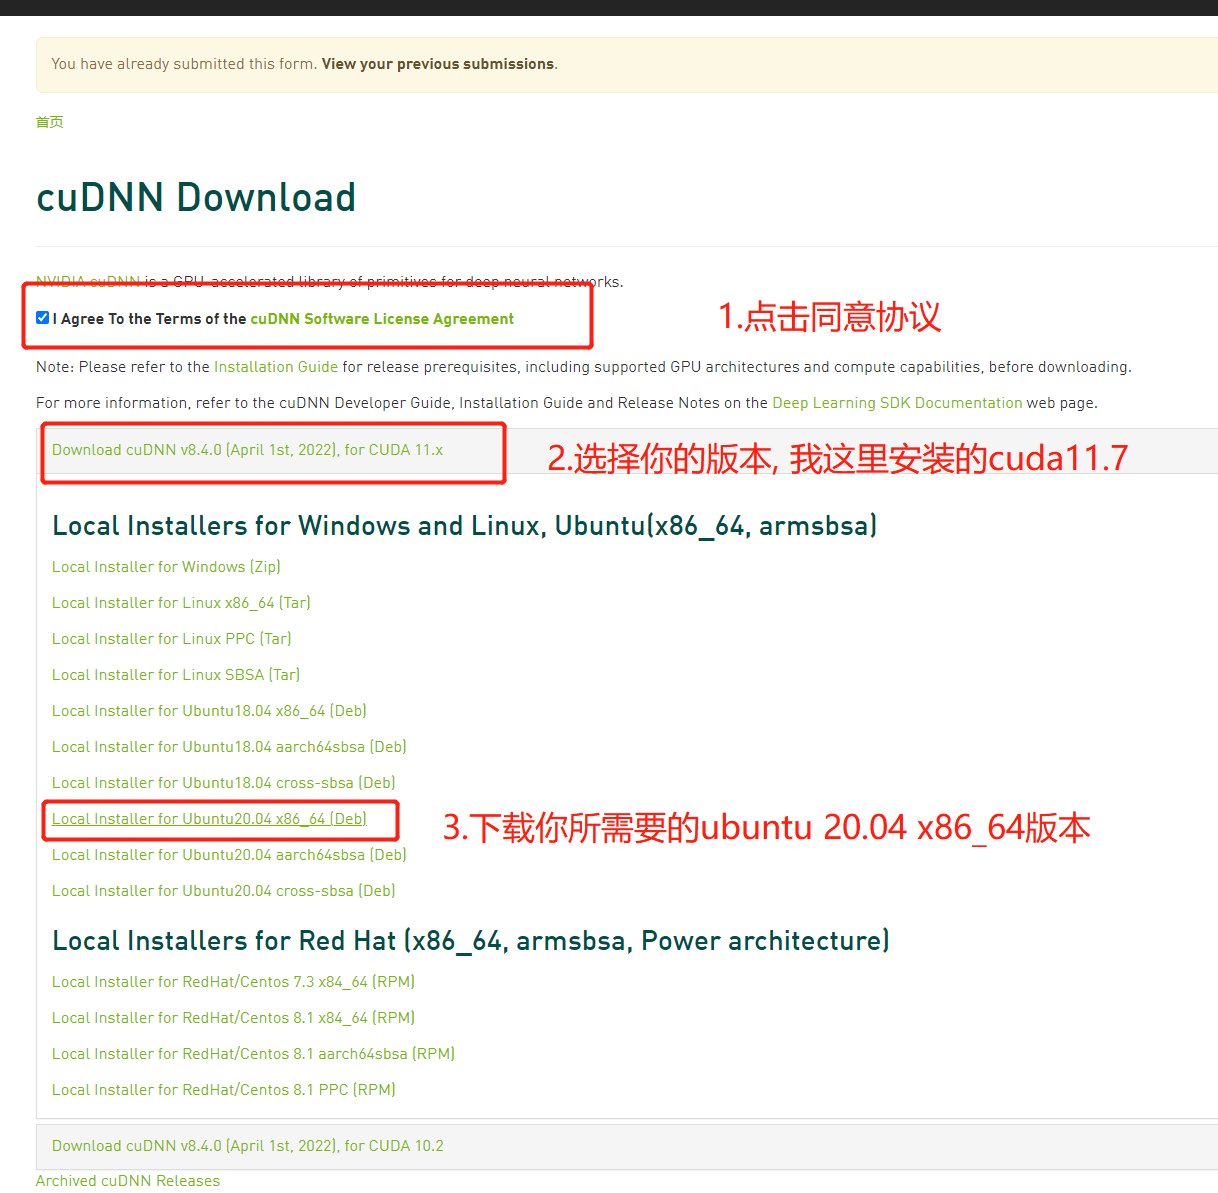 You have already submitted this form. View your previous submissions.
首页
cuDNN Download
NVIDIA cuDNN is a GPU-accelerated library of primitives for deep neural networks.
I Agree To the Terms of the cuDNN Software License Agreement
1.点击同意协议
Note: Please refer to the Installation Guide for release prerequisites, including supported GPU architectures and compute capabilities, before downloading.
For more information, refer to the cuDNN Developer Guide, Installation Guide and Release Notes on the Deep Learning SDK Documentation web page.
Download cuDNN v8.4.0 (April 1st, 2022), for CUDA 11.x
2.选择你的版本, 我这里安装的cuda11.7
Local Installers for Windows and Linux, Ubuntu(x86_64, armsbsa)
Local Installer for Windows (Zip)
Local Installer for Linux x86_64 (Tar)
Local Installer for Linux PPC (Tar)
Local Installer for Linux SBSA (Tar)
Local Installer for Ubuntu18.04 x86_64 (Deb)
Local Installer for Ubuntu18.04 aarch64sbsa (Deb)
Local Installer for Ubuntu18.04 cross-sbsa (Deb)
Local Installer for Ubuntu20.04 x86_64 (Deb)
3.下载你所需要的ubuntu 20.04 x86_64版本
Local Installer for Ubuntu20.04 aarch64sbsa (Deb)
Local Installer for Ubuntu20.04 cross-sbsa (Deb)
Local Installers for Red Hat (x86_64, armsbsa, Power architecture)
Local Installer for RedHat/Centos 7.3 x84_64 (RPM)
Local Installer for RedHat/Centos 8.1 x84_64 (RPM)
Local Installer for RedHat/Centos 8.1 aarch64sbsa (RPM)
Local Installer for RedHat/Centos 8.1 PPC (RPM)
Download cuDNN v8.4.0 (April 1st, 2022), for CUDA 10.2
Archived cuDNN Releases